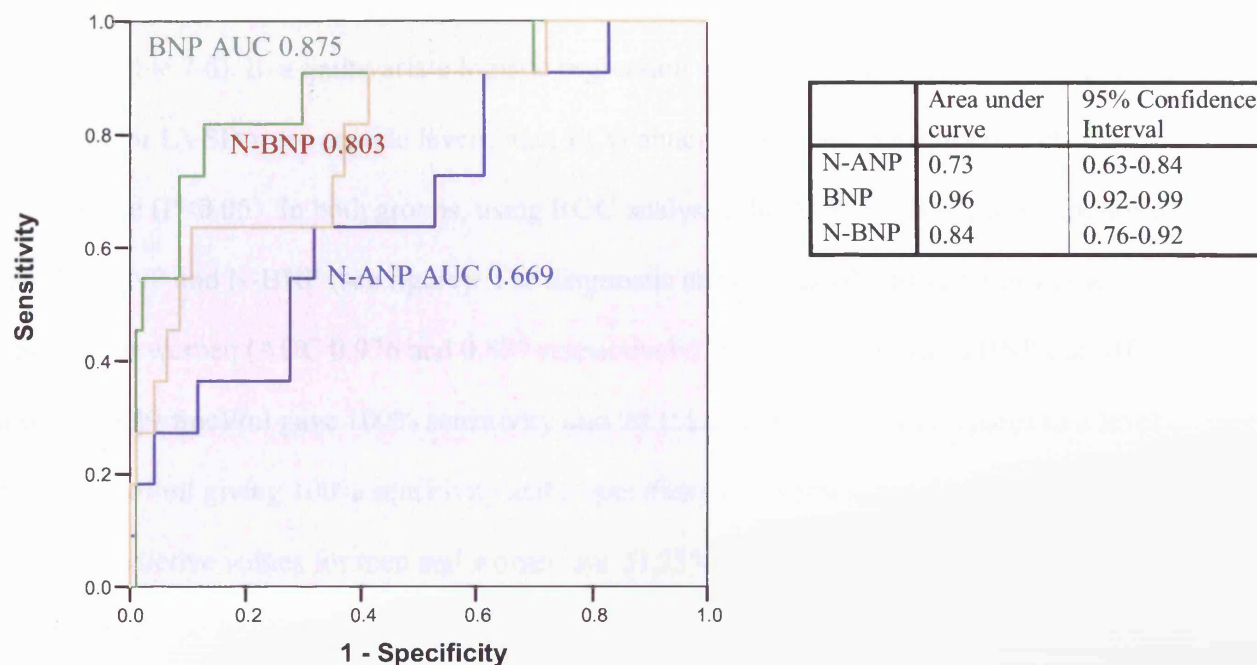 1.0
BNP AUC 0.875
0.8
N-BNP 0.803
0.6
N-ANP AUC 0.669
0.4
0.2
0.0
0.0 0.2 0.4 0.6 0.8 1.0
Sensitivity
1 - Specificity
Area under curve 95% Confidence Interval
N-ANP 0.73 0.63-0.84
BNP 0.96 0.92-0.99
N-BNP 0.84 0.76-0.92